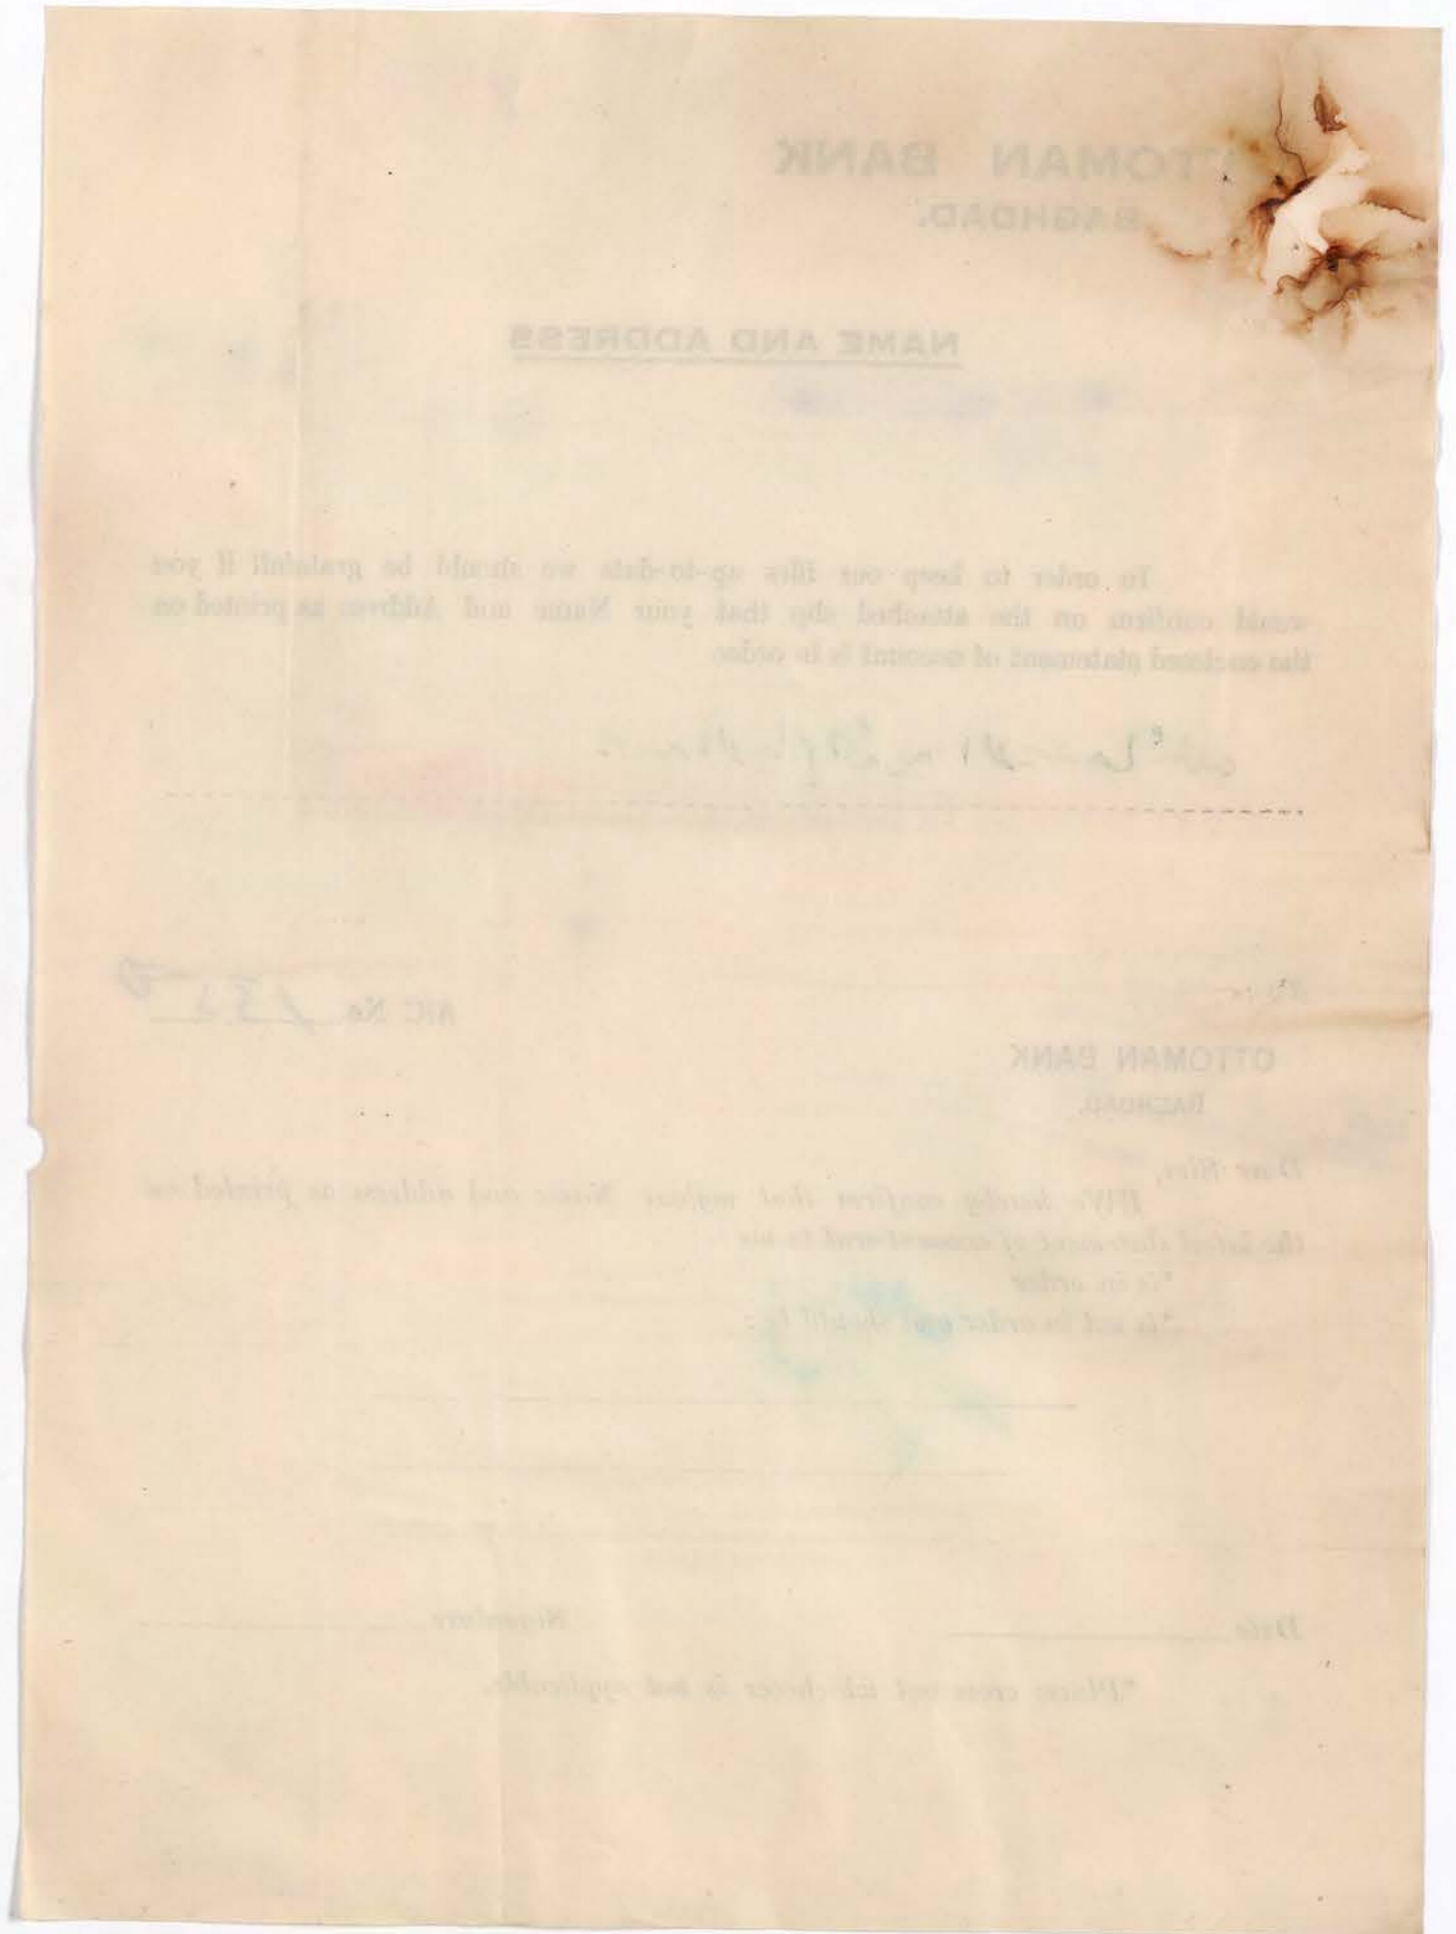 OTTOMAN BANK
BAGHDAD.
NAME AND ADDRESS
In order to keep our files up-to-date we should be gratefull if you
would confirm on the attached slip that your Name and Address as printed on
the enclosed statement of account is in order.
A/C No.
OTTOMAN BANK
BAGHDAD.
Dear Sirs,
I/We hereby confirm that my/our Name and address as printed on
the latest statement of account sent to me
*is in order
*is not in order and should be :
Date Signature
*Please cross out whichever is not applicable.